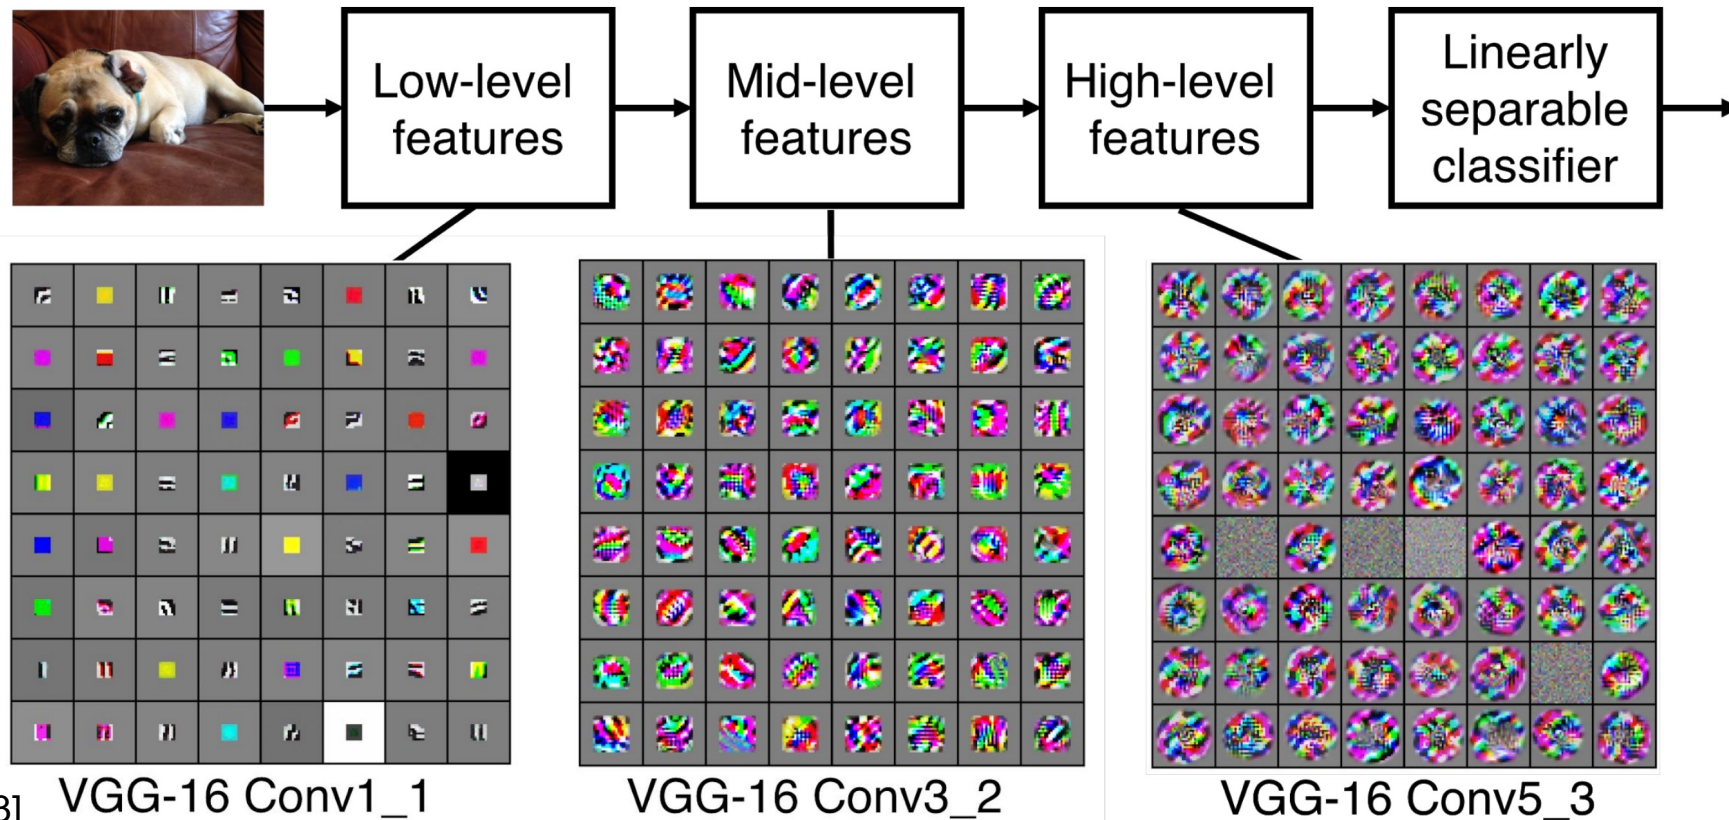 Low-level
features
Mid-level
features
High-level
features
Linearly
separable
classifier
3]
VGG-16 Conv1_1
VGG-16 Conv3_2
VGG-16 Conv5_3